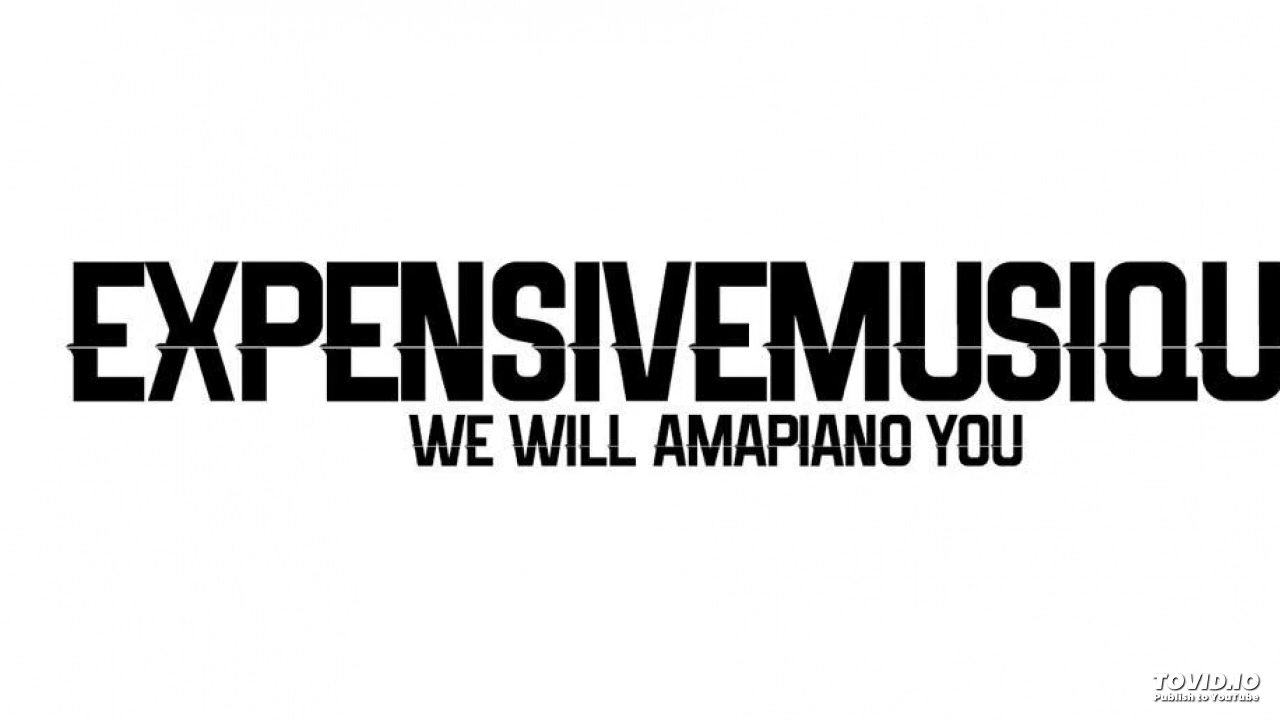 EXPENSIVEMUSIQU
WE WILL AMAPIANO YOU
TOVID.IO
Publish to YouTube